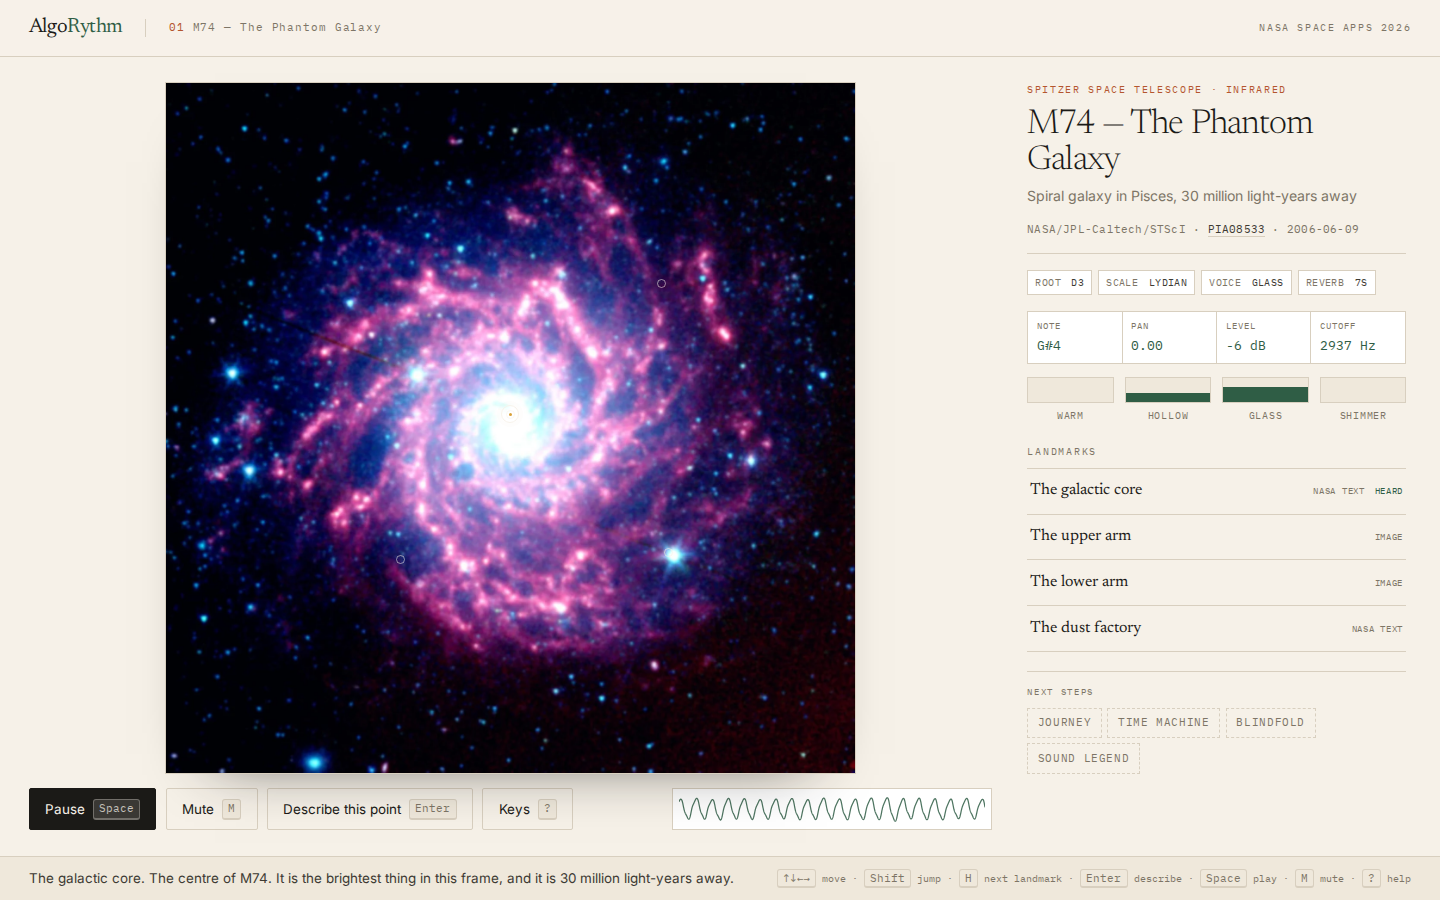 AlgoRythm
01 M74 — The Phantom Galaxy
NASA SPACE APPS 2026
SPITZER SPACE TELESCOPE · INFRARED
M74 — The Phantom
Galaxy
Spiral galaxy in Pisces, 30 million light-years away
NASA/JPL-Caltech/STScI · PIA08533 · 2006-06-09
ROOT D3 SCALE LYDIAN VOICE GLASS REVERB 7S
NOTE PAN LEVEL CUTOFF
G#4 0.00 -6 dB 2937 Hz
WARM HOLLOW GLASS SHIMMER
LANDMARKS
The galactic core NASA TEXT HEARD
The upper arm IMAGE
The lower arm IMAGE
The dust factory NASA TEXT
NEXT STEPS
JOURNEY TIME MACHINE BLINDFOLD
SOUND LEGEND
Pause Space Mute M Describe this point Enter Keys ?
The galactic core. The centre of M74. It is the brightest thing in this frame, and it is 30 million light-years away.
↑↓←→ move · Shift jump · H next landmark · Enter describe · Space play · M mute · ? help